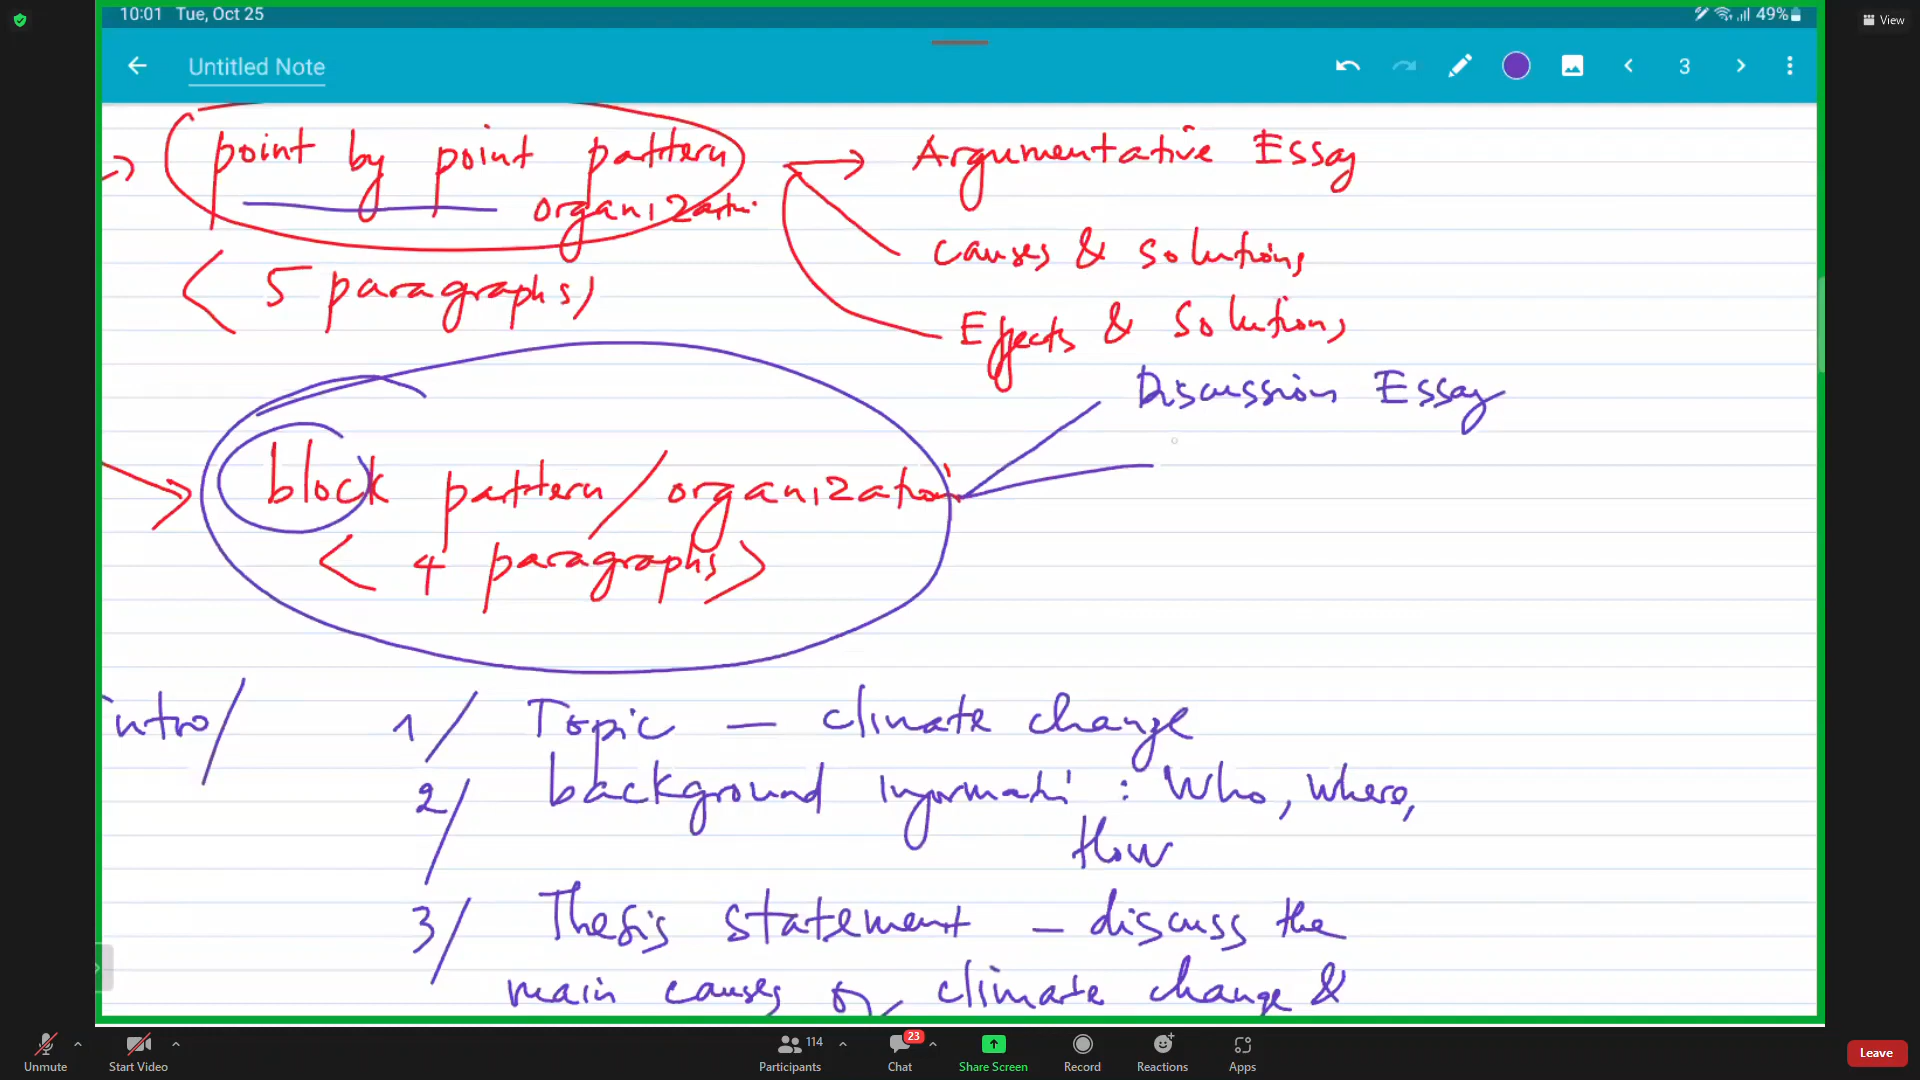 10:01 Tue, Oct 25
49%
View
Untitled Note
3
point by point pattern
organizati
< 5 paragraphs)
Argumentative Essay
causes & solutions
Effects & solutions
Discussion Essay
block pattern/organization
< 4 paragraphs >
intro/
1/ Topic — climate change
2/ background informati : Who, where,
How
3/ Thesis statement – discuss the
main causes of climate change &
Unmute
Start Video
114
Participants
23
Chat
Share Screen
Record
Reactions
Apps
Leave